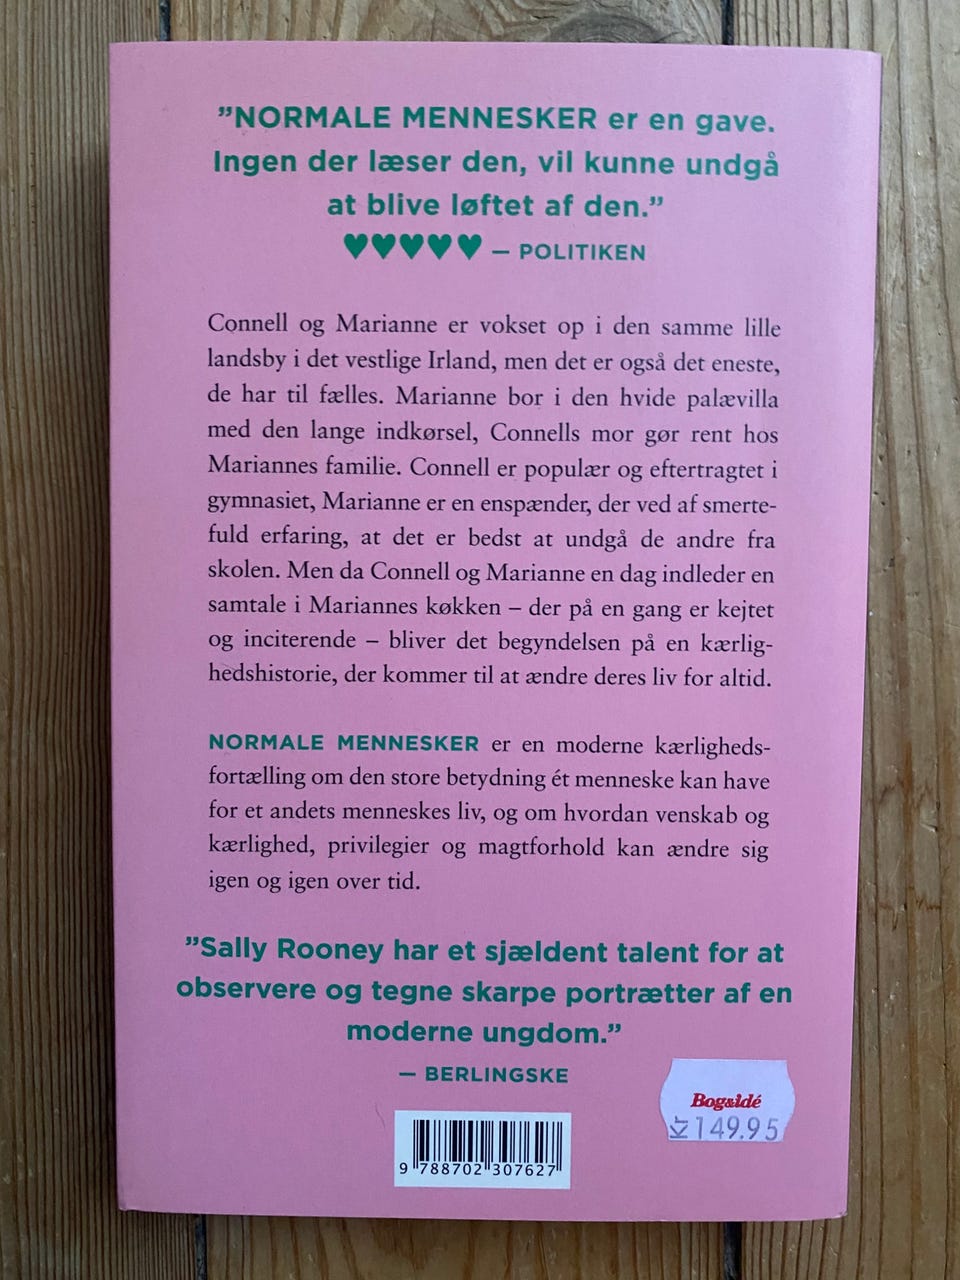 ”NORMALE MENNESKER er en gave.
Ingen der læser den, vil kunne undgå
at blive løftet af den.”
♥♥♥♥♥ – POLITIKEN
Connell og Marianne er vokset op i den samme lille
landsby i det vestlige Irland, men det er også det eneste,
de har til fælles. Marianne bor i den hvide palævilla
med den lange indkørsel, Connells mor gør rent hos
Mariannes familie. Connell er populær og eftertragtet i
gymnasiet, Marianne er en enspænder, der ved af smerte-
fuld erfaring, at det er bedst at undgå de andre fra
skolen. Men da Connell og Marianne en dag indleder en
samtale i Mariannes køkken – der på en gang er kejtet
og inciterende – bliver det begyndelsen på en kærlig-
hedshistorie, der kommer til at ændre deres liv for altid.
NORMALE MENNESKER er en moderne kærligheds-
fortælling om den store betydning ét menneske kan have
for et andets menneskes liv, og om hvordan venskab og
kærlighed, privilegier og magtforhold kan ændre sig
igen og igen over tid.
”Sally Rooney har et sjældent talent for at
observere og tegne skarpe portrætter af en
moderne ungdom.”
– BERLINGSKE
Bog&idé
Kr 149.95
9 788702 307627